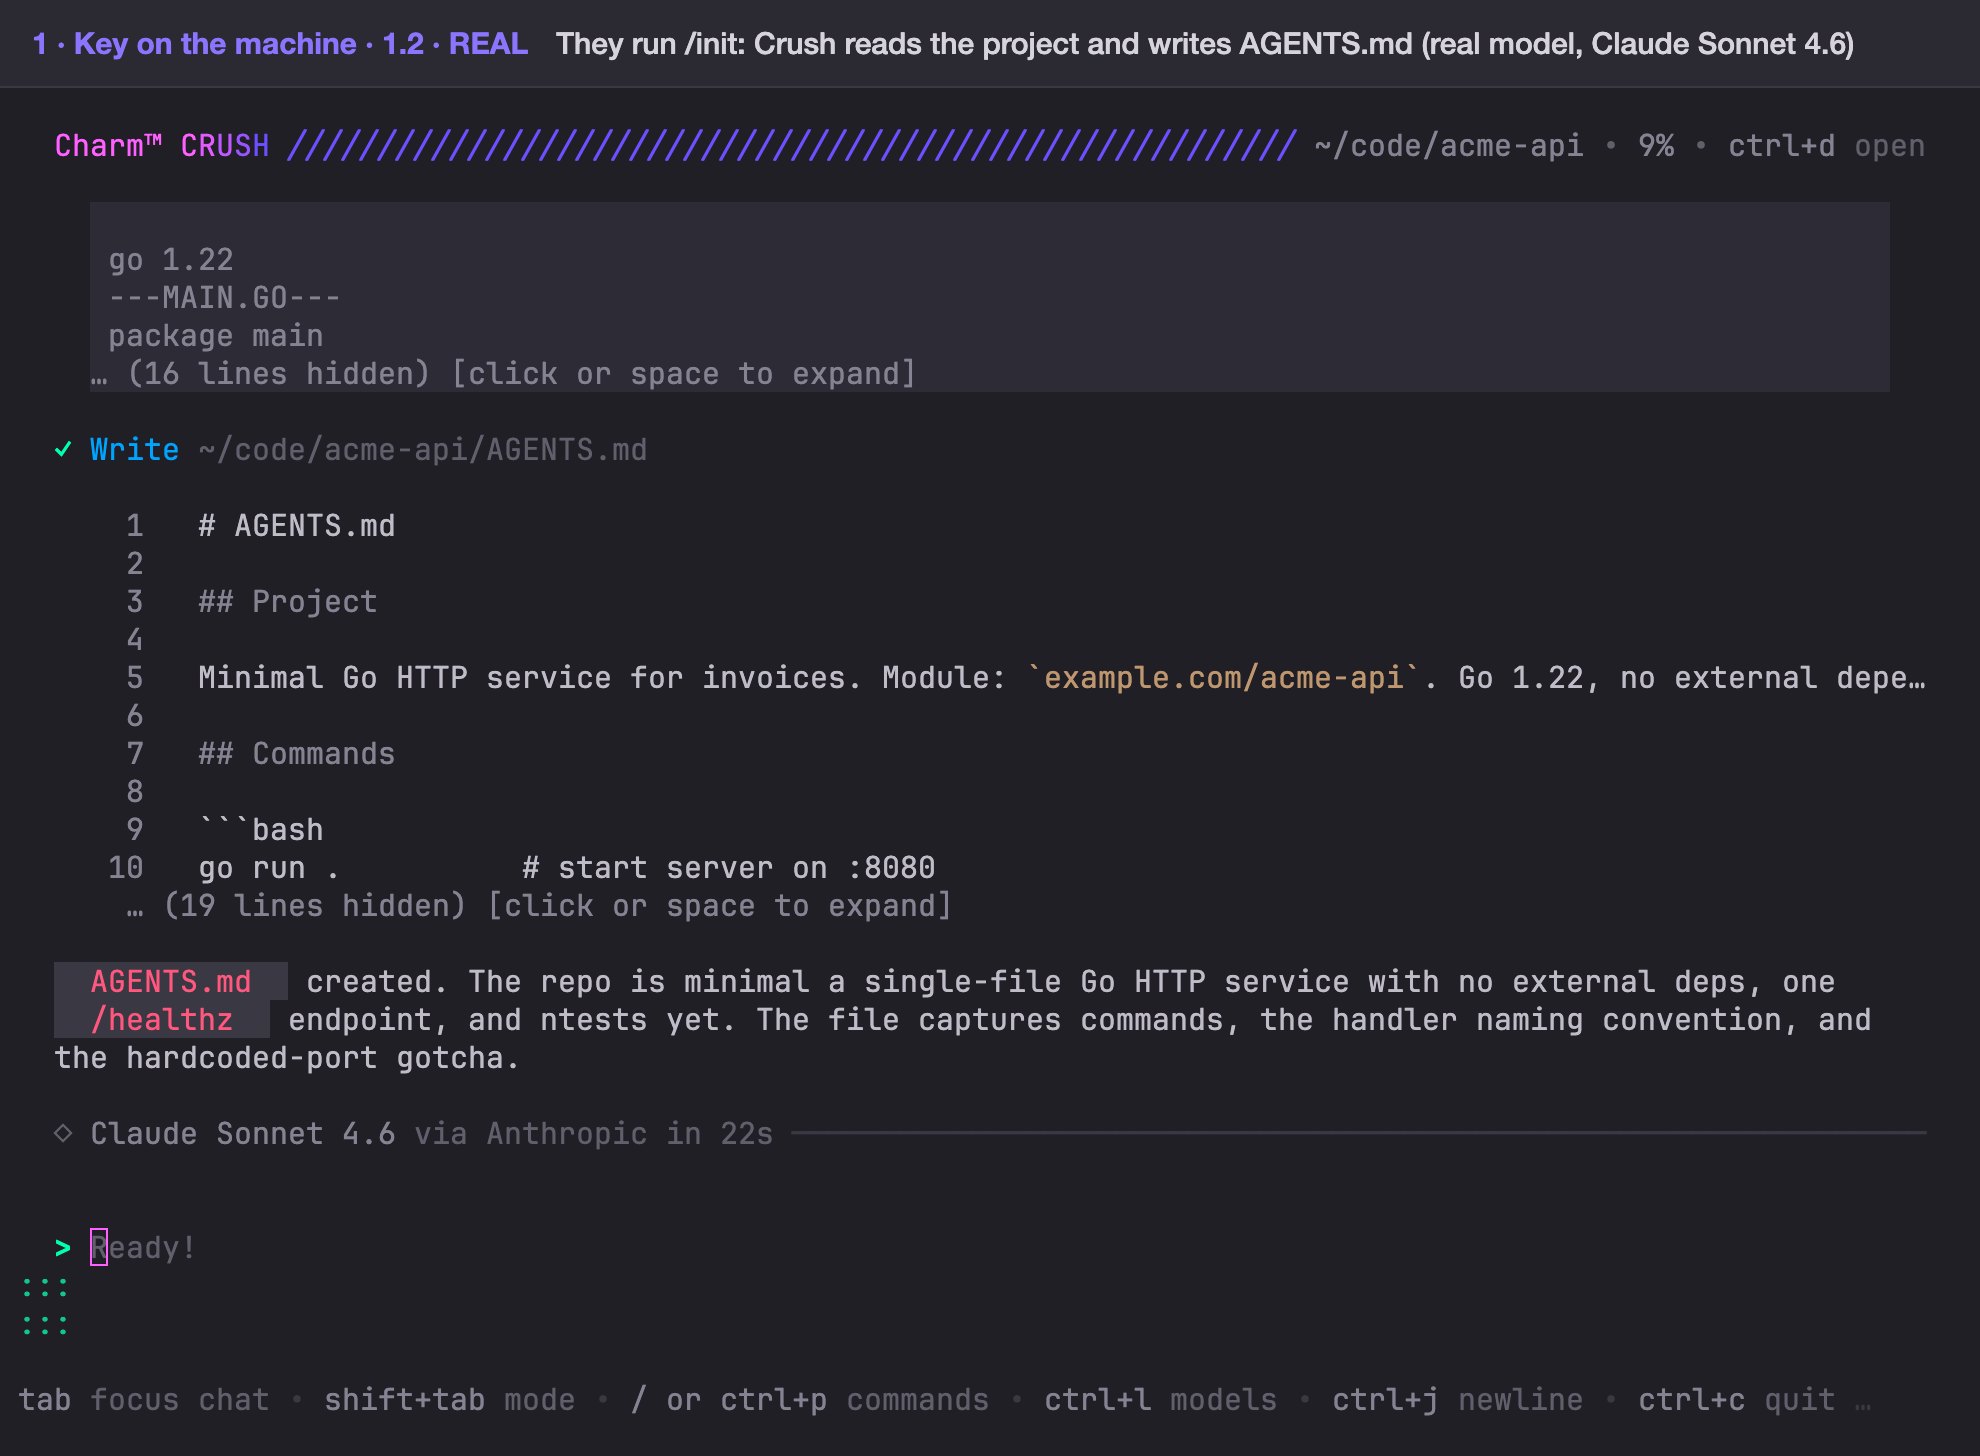 1 · Key on the machine · 1.2 · REAL They run /init: Crush reads the project and writes AGENTS.md (real model, Claude Sonnet 4.6)
Charm™ CRUSH //////////////////////////////////////////////////////// ~/code/acme-api • 9% • ctrl+d open
go 1.22
---MAIN.GO---
package main
… (16 lines hidden) [click or space to expand]
✓ Write ~/code/acme-api/AGENTS.md
1 # AGENTS.md
2
3 ## Project
4
5 Minimal Go HTTP service for invoices. Module: `example.com/acme-api`. Go 1.22, no external depe…
6
7 ## Commands
8
9 ```bash
10 go run . # start server on :8080
… (19 lines hidden) [click or space to expand]
AGENTS.md created. The repo is minimal a single-file Go HTTP service with no external deps, one
/healthz endpoint, and ntests yet. The file captures commands, the handler naming convention, and
the hardcoded-port gotcha.
◇ Claude Sonnet 4.6 via Anthropic in 22s
> Ready!
:::
:::
tab focus chat • shift+tab mode • / or ctrl+p commands • ctrl+l models • ctrl+j newline • ctrl+c quit …